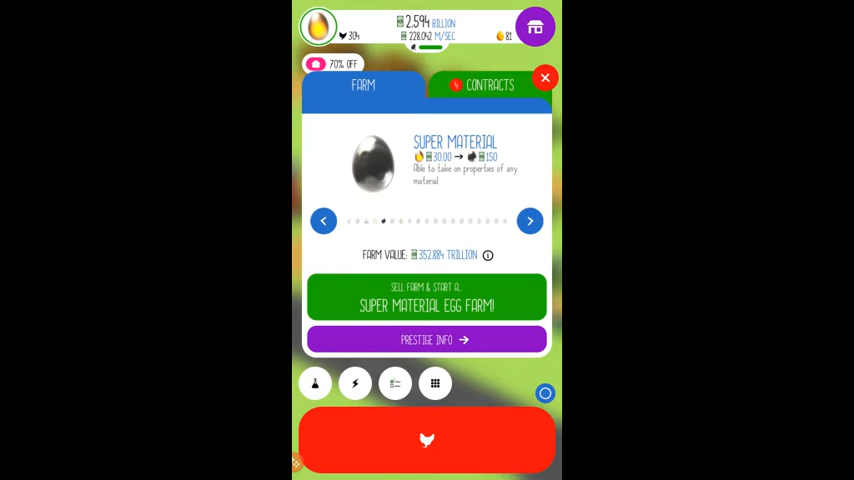 2.594 BILLION
304
228.042 M/SEC
81
70% OFF
FARM
4 CONTRACTS
SUPER MATERIAL
30.00 → 150
Able to take on properties of any
material
FARM VALUE: 352.884 TRILLION
SELL FARM & START A...
SUPER MATERIAL EGG FARM!
PRESTIGE INFO →